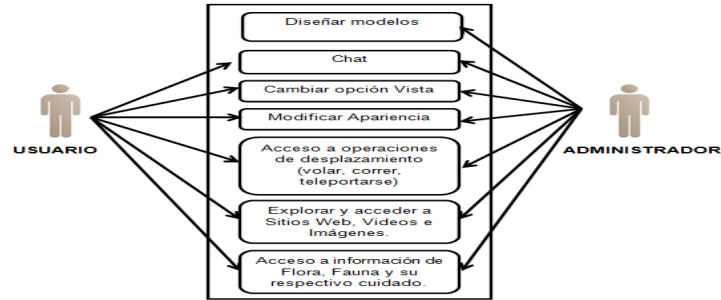 Diseñar modelos
Chat
Cambiar opción Vista
Modificar Apariencia
USUARIO
ADMINISTRADOR
Acceso a operaciones
de desplazamiento
(volar, correr,
teleportarse)
Explorar y acceder a
Sitios Web, Videos e
Imágenes.
Acceso a información de
Flora, Fauna y su
respectivo cuidado.